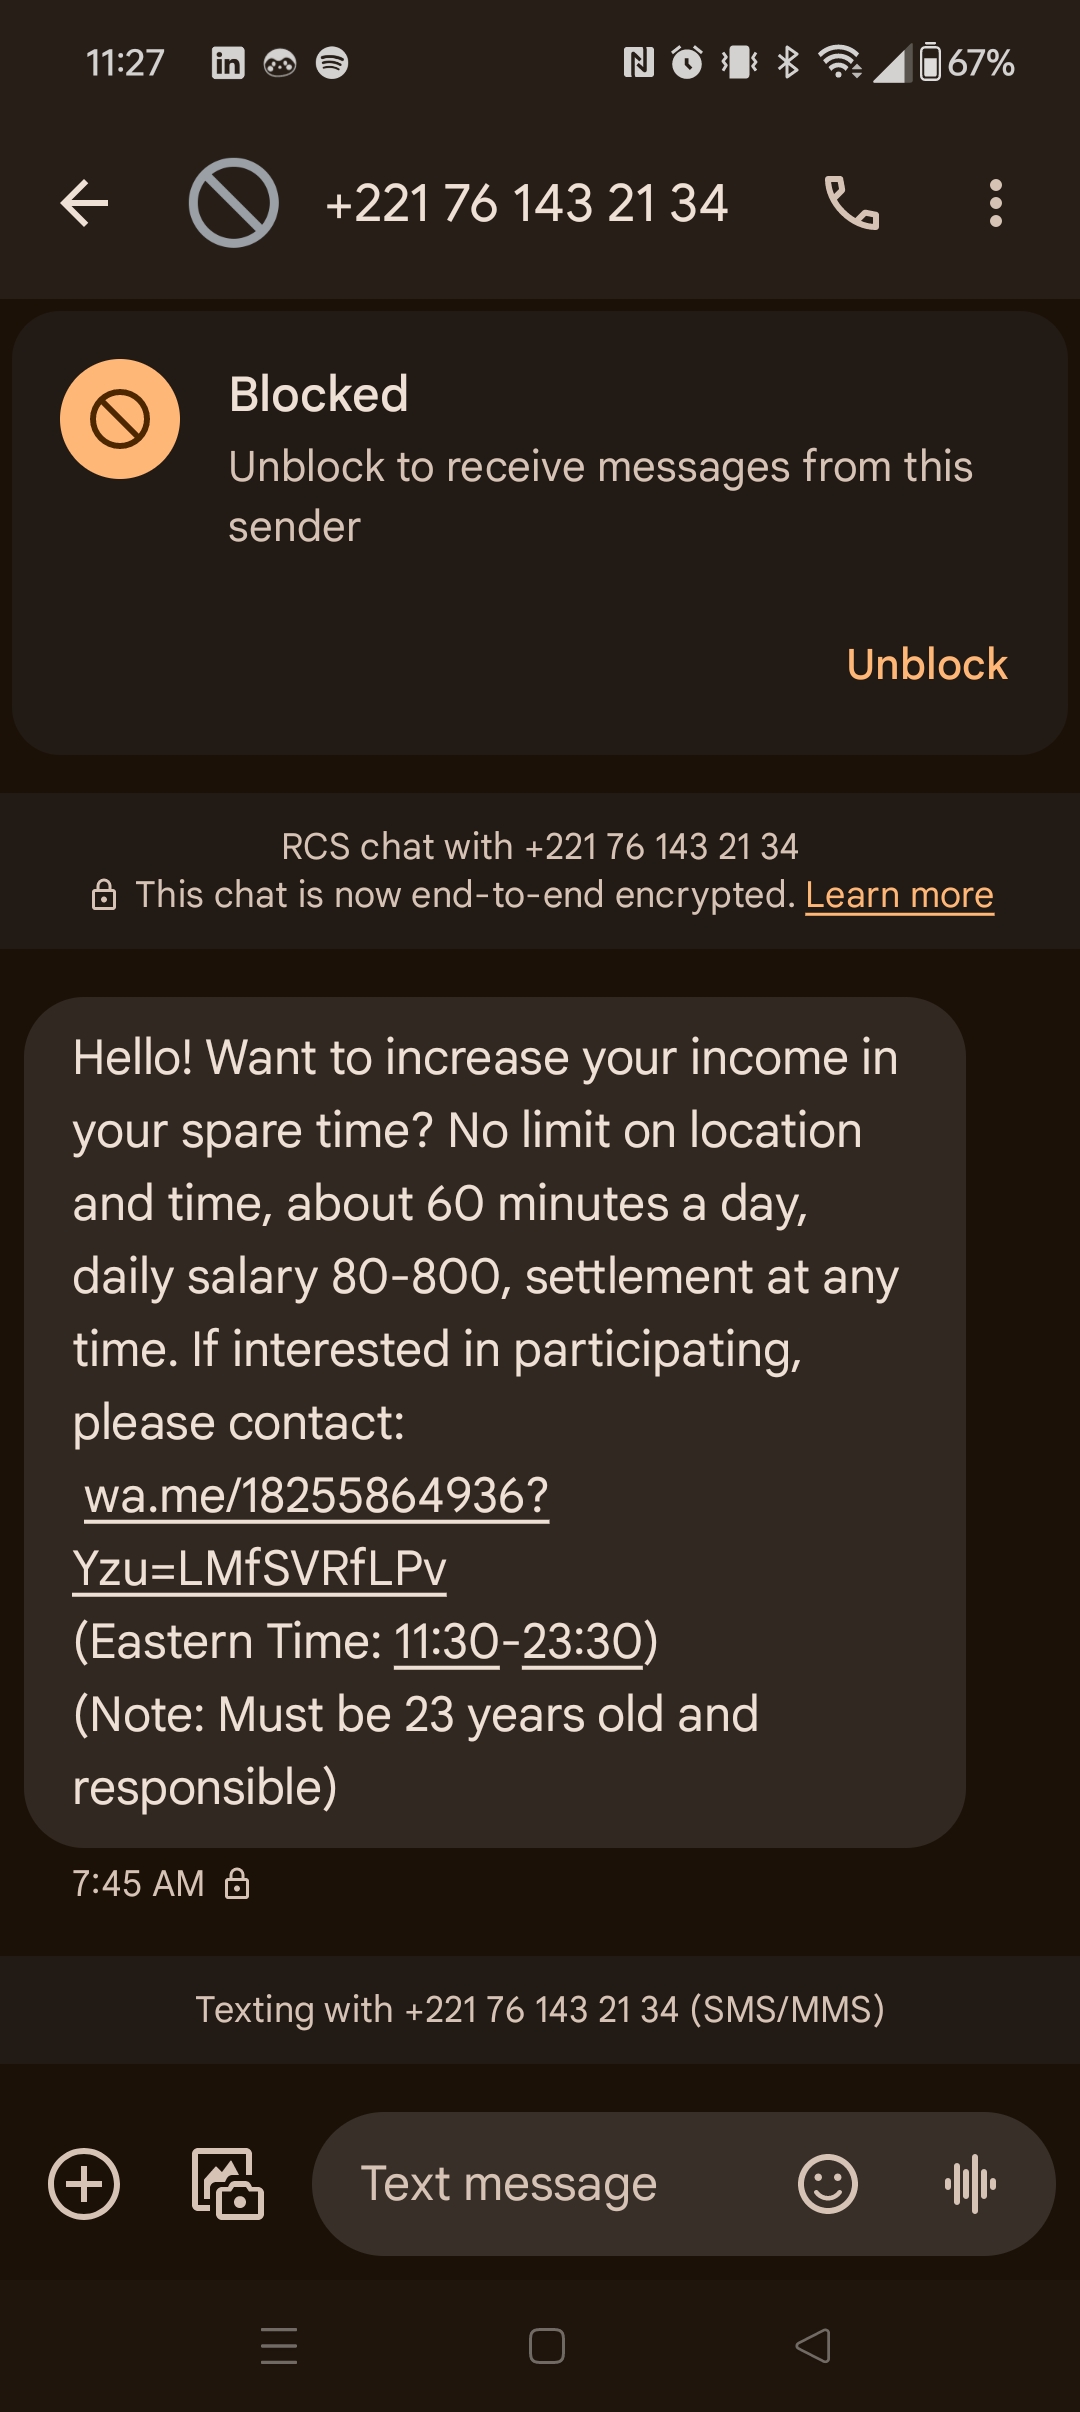 11:27
67%
+221 76 143 21 34
Blocked
Unblock to receive messages from this
sender
Unblock
RCS chat with +221 76 143 21 34
This chat is now end-to-end encrypted. Learn more
Hello! Want to increase your income in
your spare time? No limit on location
and time, about 60 minutes a day,
daily salary 80-800, settlement at any
time. If interested in participating,
please contact:
wa.me/18255864936?
Yzu=LMfSVRfLPv
(Eastern Time: 11:30-23:30)
(Note: Must be 23 years old and
responsible)
7:45 AM
Texting with +221 76 143 21 34 (SMS/MMS)
Text message